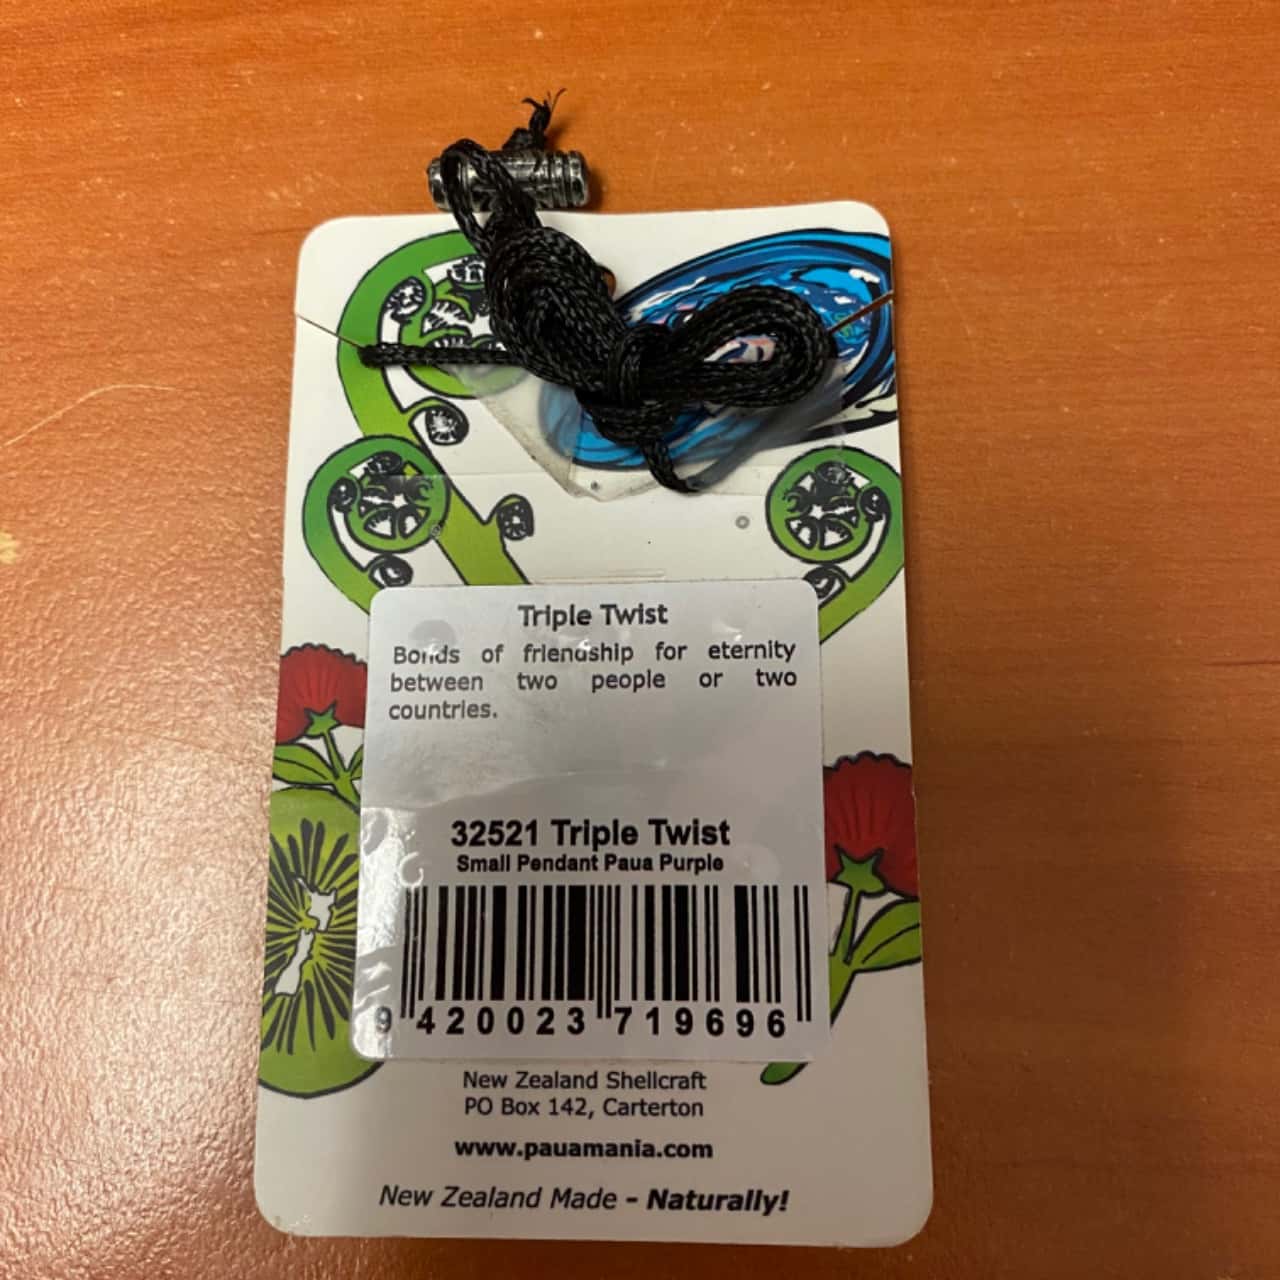 Triple Twist
Bonds of friendship for eternity
between two people or two
countries.
32521 Triple Twist
Small Pendant Paua Purple
9 420023 719696
New Zealand Shellcraft
PO Box 142, Carterton
www.pauamania.com
New Zealand Made - Naturally!